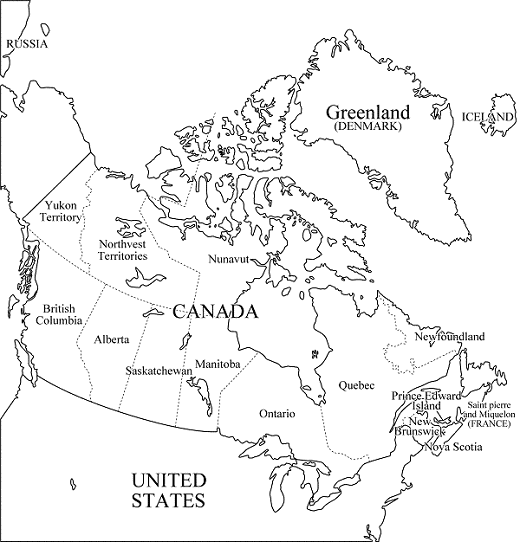 RUSSIA
Greenland
(DENMARK)
ICELAND
Yukon
Territory
Northvest
Territories
Nunavut
British
Columbia
CANADA
Alberta
Newfoundland
Saskatchewan
Manitoba
Quebec
Prince Edward
Island
Saint pierre
and Miquelon
(FRANCE)
Ontario
New
Brunswick
Nova Scotia
UNITED
STATES